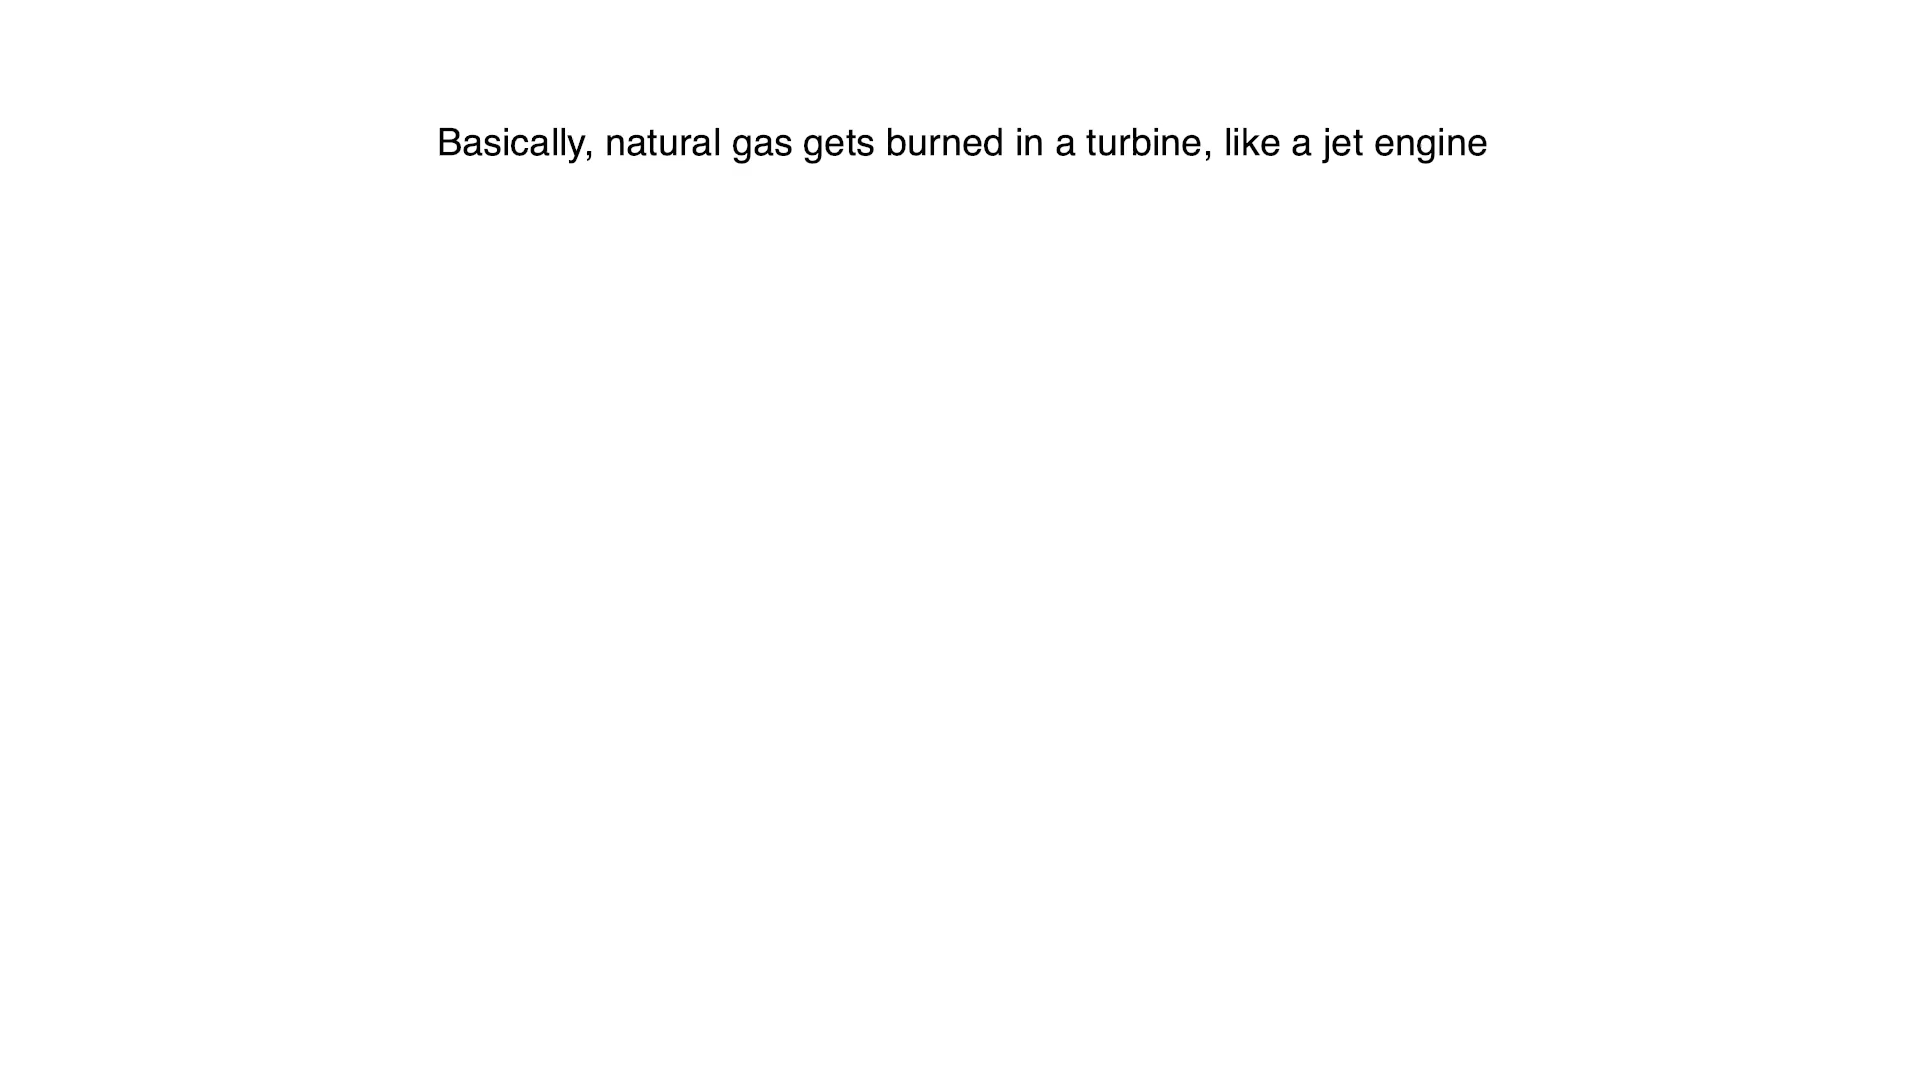 Basically, natural gas gets burned in a turbine, like a jet engine